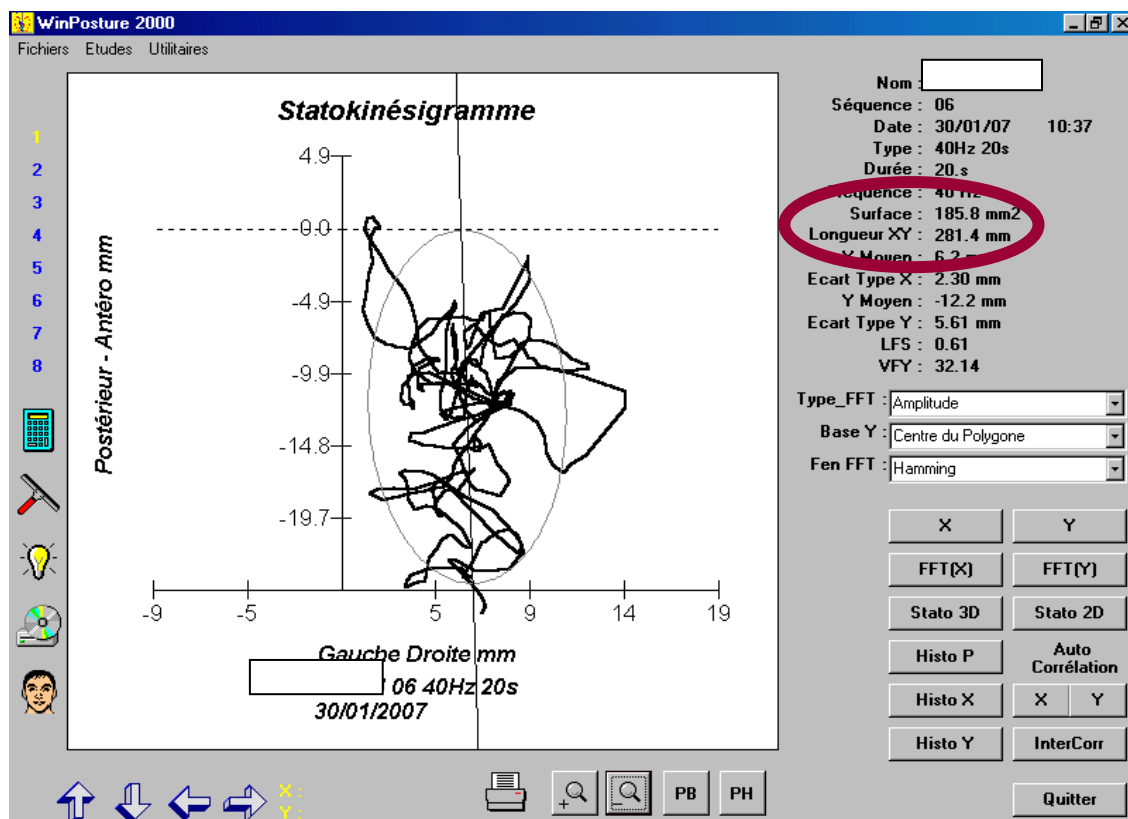 WinPosture 2000
Fichiers Etudes Utilitaires
1
2
3
4
5
6
7
8
Statokinésigramme
Postérieur - Antéro mm
4.9
-0.0
-4.9
-9.9
-14.8
-19.7
-9 -5 5 9 14 19
Gauche Droite mm
06 40Hz 20s
30/01/2007
Nom :
Séquence : 06
Date : 30/01/07 10:37
Type : 40Hz 20s
Durée : 20.s
Surface : 185.8 mm2
Longueur XY : 281.4 mm
Moyen : 6.2
Ecart Type X : 2.30 mm
Y Moyen : -12.2 mm
Ecart Type Y : 5.61 mm
LFS : 0.61
VFY : 32.14
Type_FFT : Amplitude
Base Y : Centre du Polygone
Fen FFT : Hamming
X Y
FFT(X) FFT(Y)
Stato 3D Stato 2D
Histo P Auto Corrélation
Histo X X Y
Histo Y InterCorr
X :
Y :
PB PH
Quitter